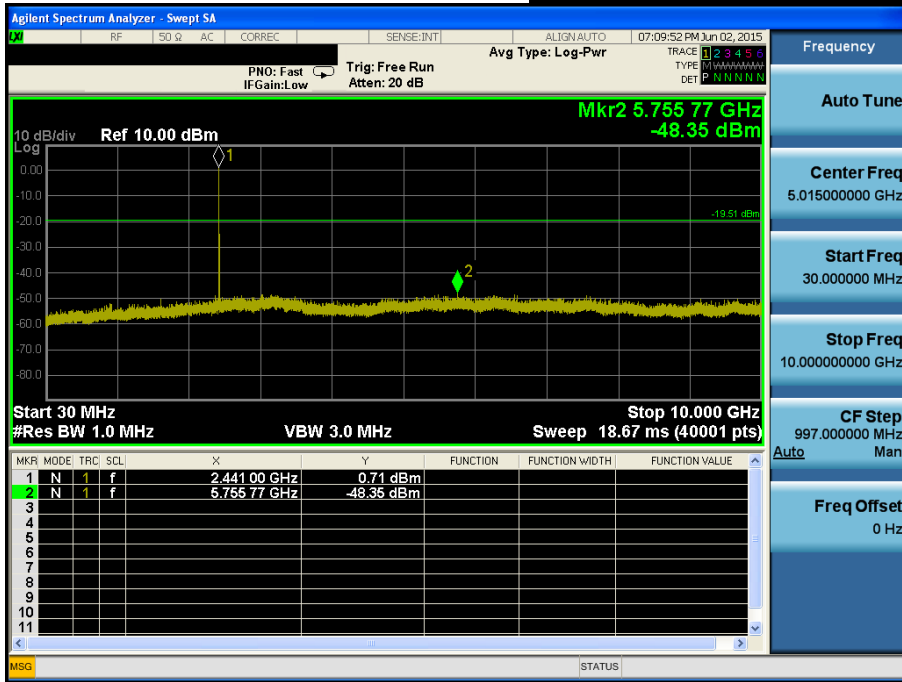 Agilent Spectrum Analyzer - Swept SA
LXI RF 50 Ω AC CORREC SENSE:INT ALIGN AUTO 07:09:52 PM Jun 02, 2015
PNO: Fast
IFGain:Low
Trig: Free Run
Atten: 20 dB
Avg Type: Log-Pwr
TRACE 1 2 3 4 5 6
TYPE M WWWWW
DET P N N N N N
Mkr2 5.755 77 GHz
-48.35 dBm
10 dB/div Ref 10.00 dBm
Log
1
0.00
-10.0
-20.0
-19.51 dBm
-30.0
-40.0
2
-50.0
-60.0
-70.0
-80.0
Start 30 MHz Stop 10.000 GHz
#Res BW 1.0 MHz VBW 3.0 MHz Sweep 18.67 ms (40001 pts)
MKR MODE TRC SCL X Y FUNCTION FUNCTION WIDTH FUNCTION VALUE
1 N 1 f 2.441 00 GHz 0.71 dBm
2 N 1 f 5.755 77 GHz -48.35 dBm
3
4
5
6
7
8
9
10
11
MSG STATUS
Frequency
Auto Tune
Center Freq
5.015000000 GHz
Start Freq
30.000000 MHz
Stop Freq
10.000000000 GHz
CF Step
997.000000 MHz
Auto Man
Freq Offset
0 Hz